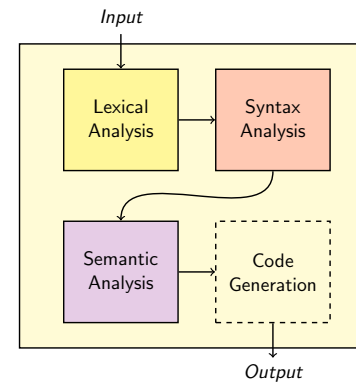 Input
Lexical
Analysis
Syntax
Analysis
Semantic
Analysis
Code
Generation
Output